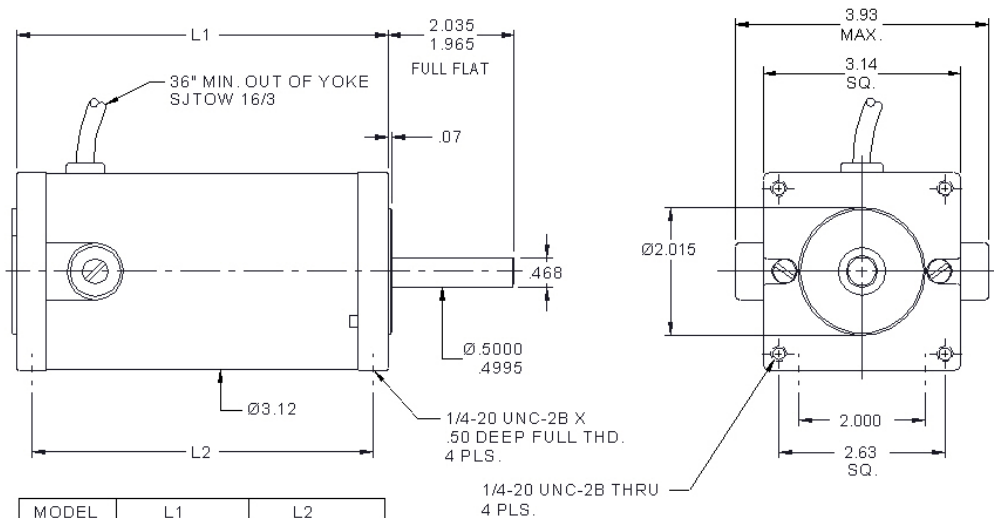 L1
2.035
1.965
FULL FLAT
36" MIN. OUT OF YOKE
SJTOW 16/3
.07
.468
Ø.5000
.4995
Ø3.12
1/4-20 UNC-2B X
.50 DEEP FULL THD.
4 PLS.
L2
3.93
MAX.
3.14
SQ.
Ø2.015
2.000
2.63
SQ.
1/4-20 UNC-2B THRU
4 PLS.
MODEL L1 L2